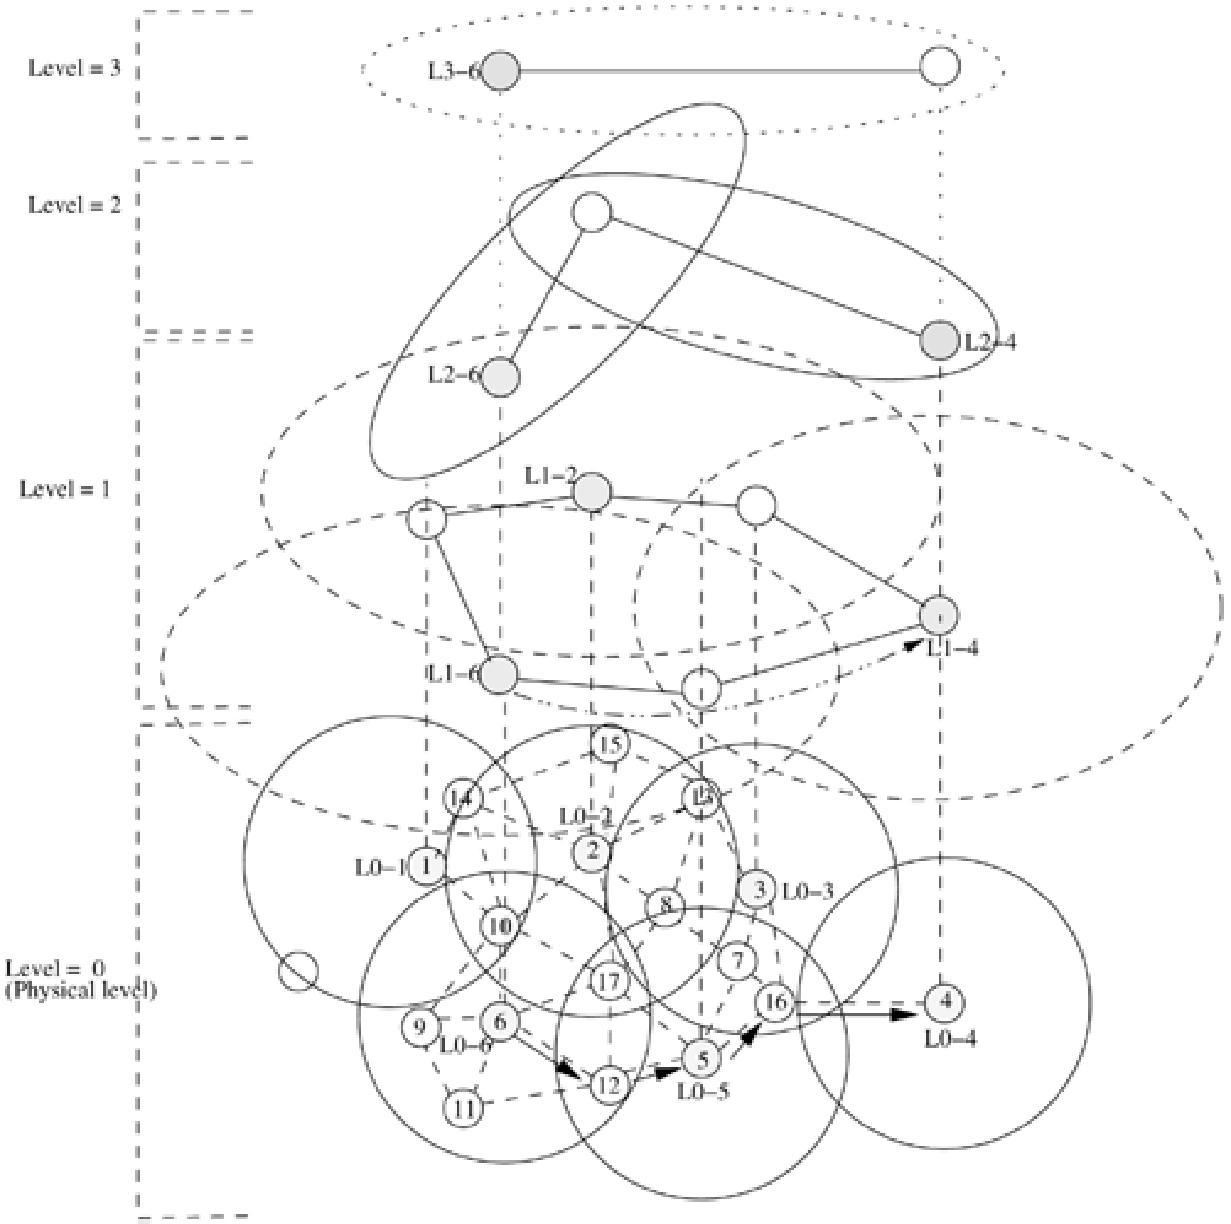 Level = 3
L3-6
Level = 2
L2-4
L2-6
Level = 1
L1-2
L1-4
L1-6
15
14
L0-2
2
L0-1
1
3
L0-3
8
10
7
Level = 0
(Physical level)
17
16
4
9
6
L0-6
L0-4
5
12
L0-5
11